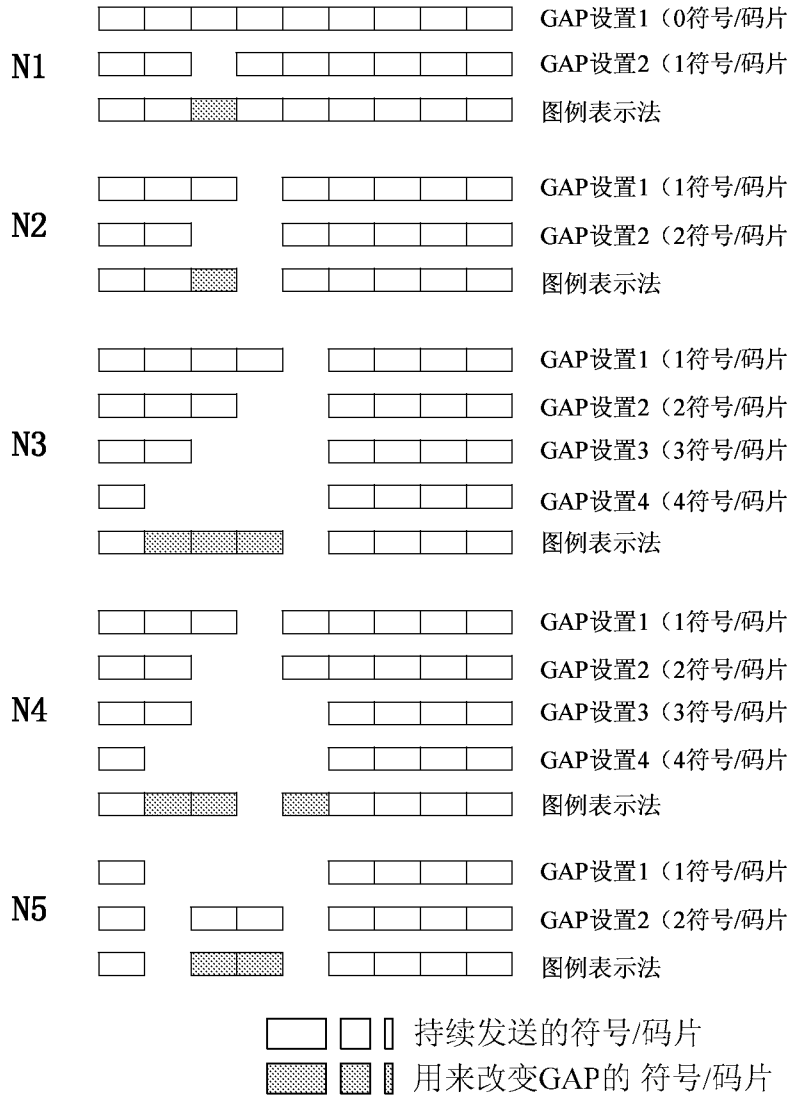 GAP设置1（0符号/码片
N1
GAP设置2（1符号/码片
图例表示法
GAP设置1（1符号/码片
N2
GAP设置2（2符号/码片
图例表示法
GAP设置1（1符号/码片
GAP设置2（2符号/码片
N3
GAP设置3（3符号/码片
GAP设置4（4符号/码片
图例表示法
GAP设置1（1符号/码片
GAP设置2（2符号/码片
N4
GAP设置3（3符号/码片
GAP设置4（4符号/码片
图例表示法
GAP设置1（1符号/码片
N5
GAP设置2（2符号/码片
图例表示法
持续发送的符号/码片
用来改变GAP的 符号/码片